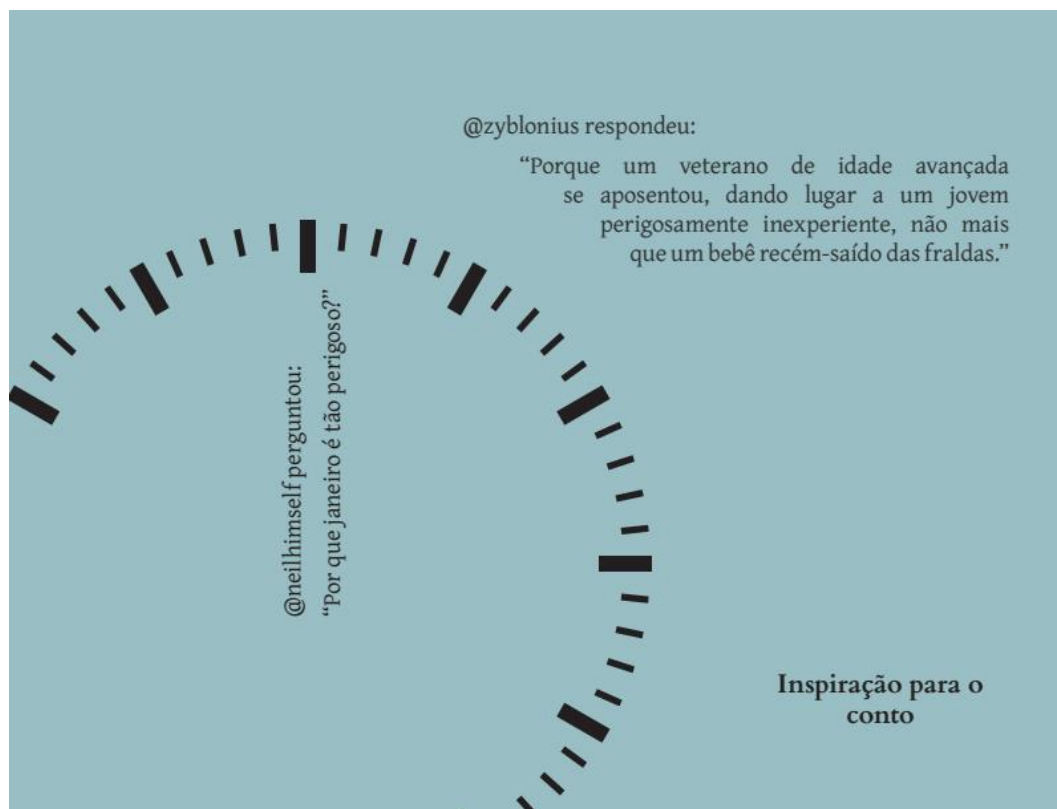 @neilhimself perguntou:
“Por que janeiro é tão perigoso?”
@zyblonius respondeu:
“Porque um veterano de idade avançada
se aposentou, dando lugar a um jovem
perigosamente inexperiente, não mais
que um bebê recém-saído das fraldas.”
Inspiração para o
conto